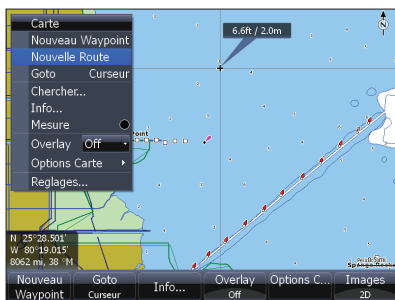 Carte
Nouveau Waypoint
Nouvelle Route
Goto Curseur
Chercher...
Info...
Mesure
Overlay Off
Options Carte
Reglages...
6.6ft / 2.0m
N
Point
N 25°28.501'
W 80°19.015'
8062 mi, 38 °M
Nouveau Waypoint
Goto Curseur
Info...
Overlay Off
Options C...
Images 2D